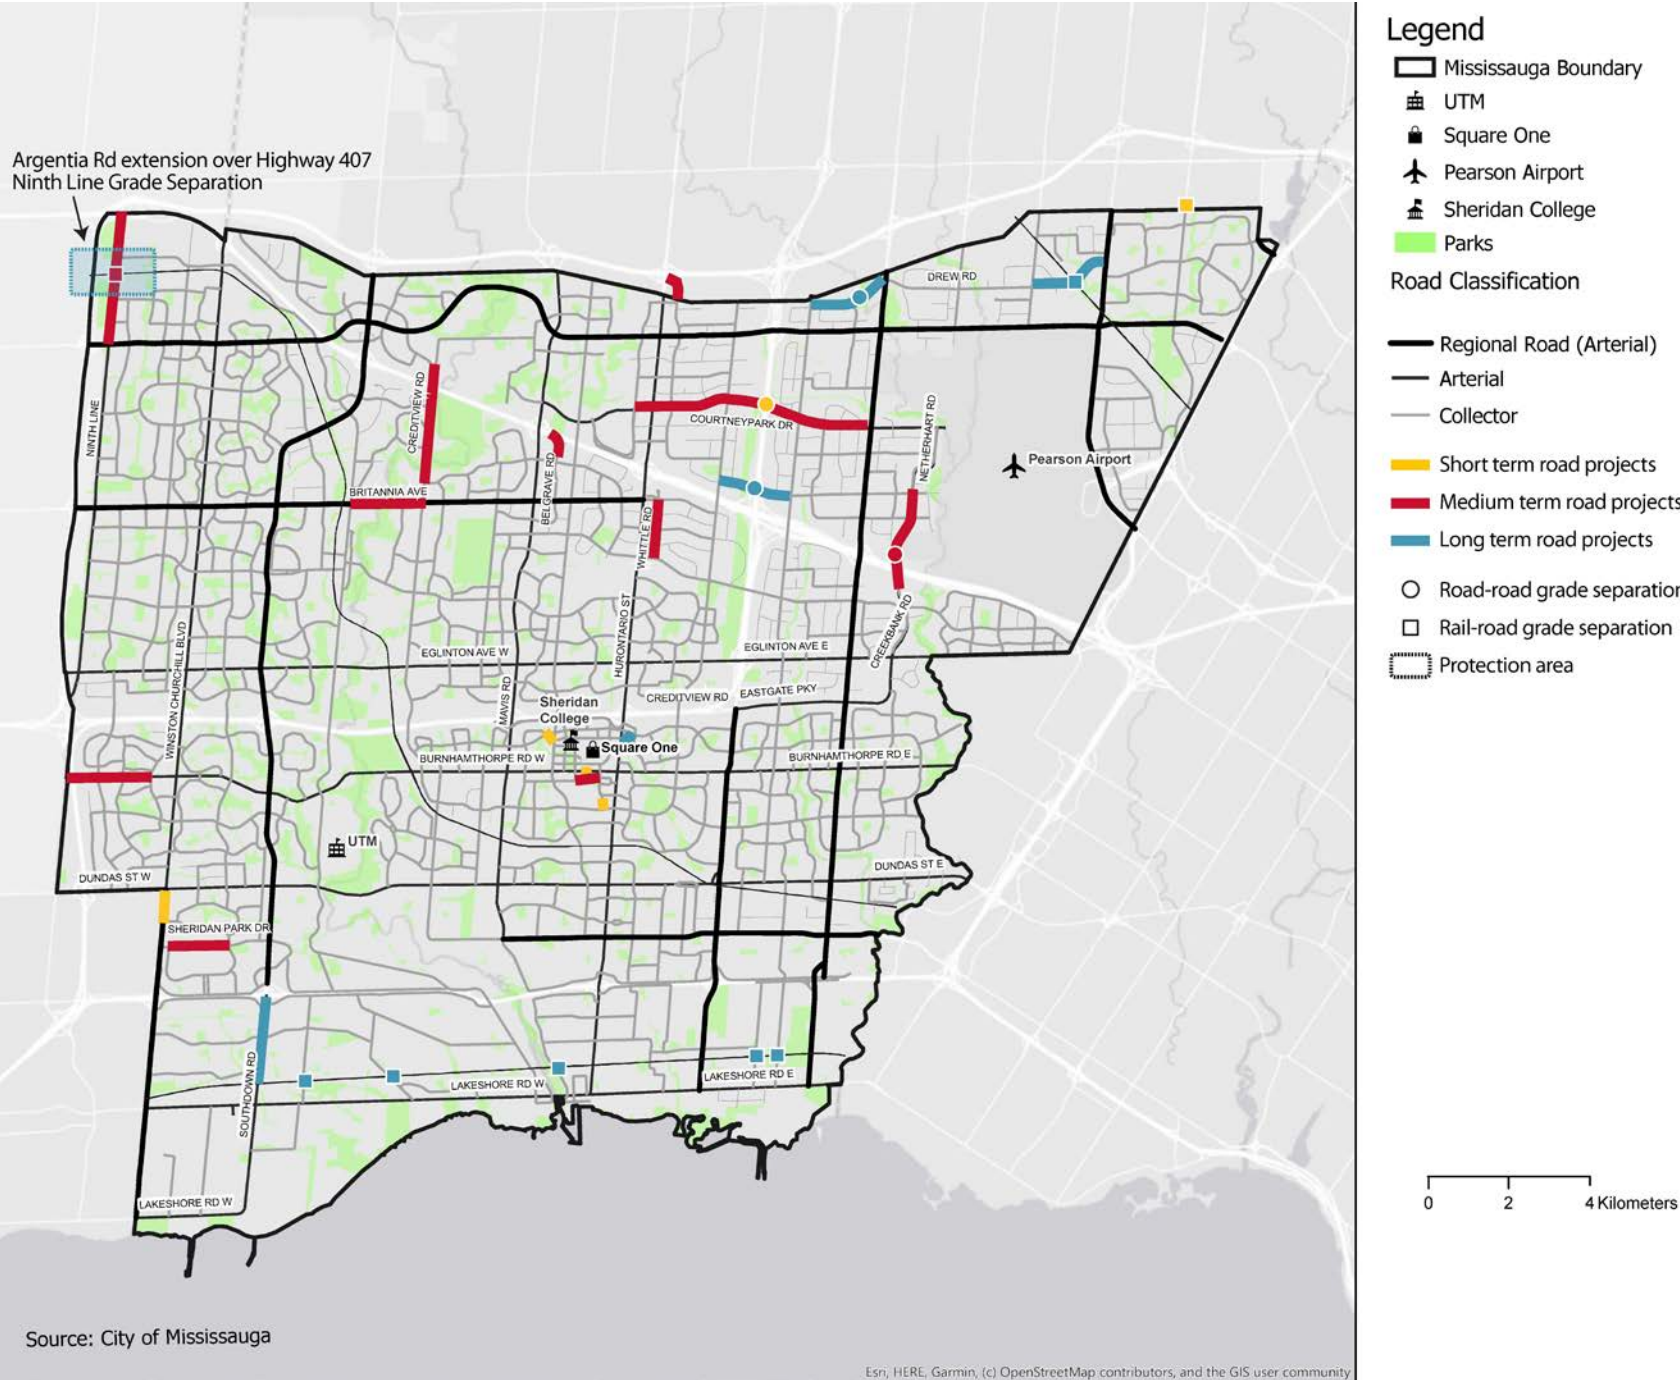 Argentia Rd extension over Highway 407
Ninth Line Grade Separation
DREW RD
NINTH LINE
CREDITVIEW RD
COURTNEYPARK DR
NETHERHART RD
Pearson Airport
BRITANNIA AVE
BELGRAVE RD
WHITTLE RD
WINSTON CHURCHILL BLVD
HURONTARIO ST
CREEKBANK RD
EGLINTON AVE W
EGLINTON AVE E
MAVIS RD
CREDITVIEW RD
EASTGATE PKY
Sheridan
College
Square One
BURNHAMTHORPE RD W
BURNHAMTHORPE RD E
UTM
DUNDAS ST W
DUNDAS ST E
SHERIDAN PARK DR
SOUTHDOWN RD
LAKESHORE RD W
LAKESHORE RD E
LAKESHORE RD W
Source: City of Mississauga
Esri, HERE, Garmin, (c) OpenStreetMap contributors, and the GIS user community
Legend
Mississauga Boundary
UTM
Square One
Pearson Airport
Sheridan College
Parks
Road Classification
Regional Road (Arterial)
Arterial
Collector
Short term road projects
Medium term road projects
Long term road projects
Road-road grade separation
Rail-road grade separation
Protection area
0 2 4 Kilometers